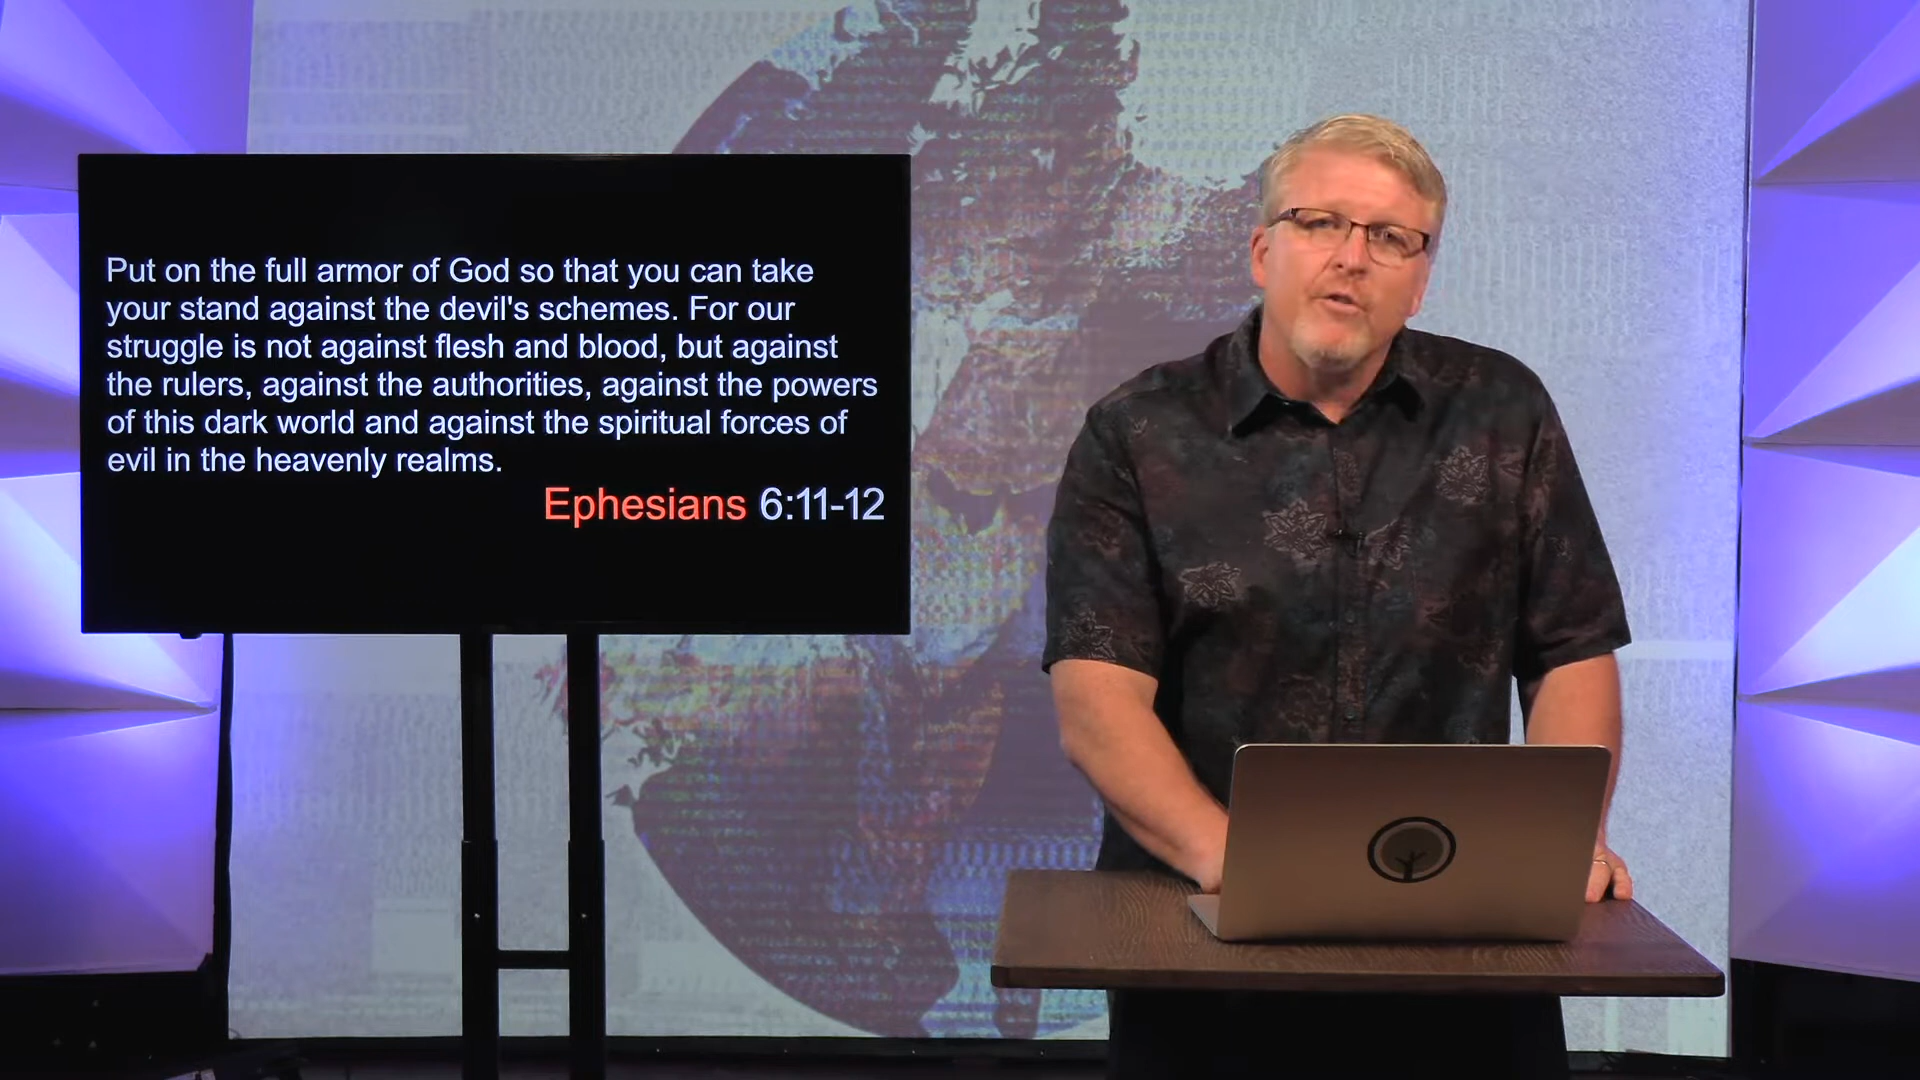 Put on the full armor of God so that you can take
your stand against the devil's schemes. For our
struggle is not against flesh and blood, but against
the rulers, against the authorities, against the powers
of this dark world and against the spiritual forces of
evil in the heavenly realms.
Ephesians 6:11-12